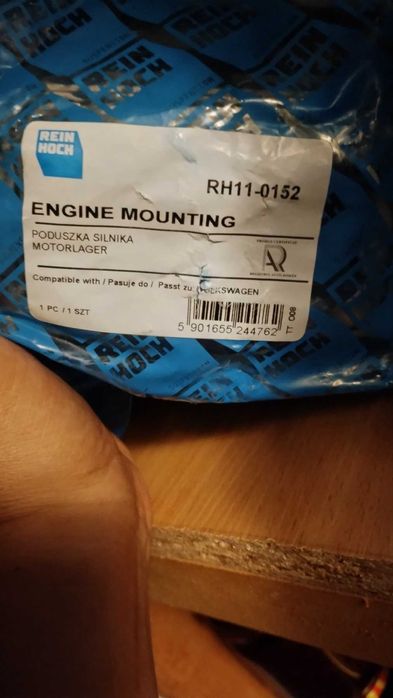 REIN
HOCH
RH11-0152
ENGINE MOUNTING
PODUSZKA SILNIKA
MOTORLAGER
Compatible with / Pasuje do / Passt zu
1 PC / 1 SZT
5 901655 244762
REIN
HOCH
REIN
HOCH